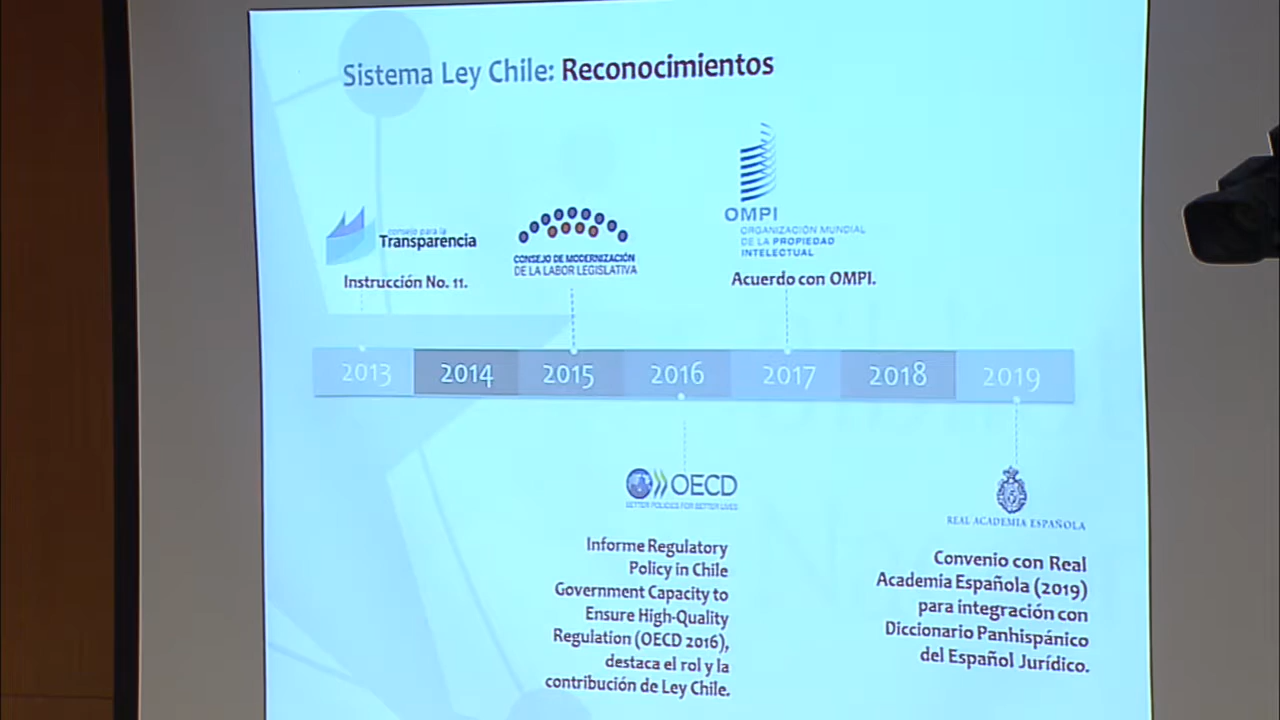 Sistema Ley Chile: Reconocimientos
consejo para la
Transparencia
Instrucción No. 11.
CONSEJO DE MODERNIZACIÓN
DE LA LABOR LEGISLATIVA
OMPI
ORGANIZACIÓN MUNDIAL
DE LA PROPIEDAD
INTELECTUAL
Acuerdo con OMPI.
2013 2014 2015 2016 2017 2018 2019
OECD
BETTER POLICIES FOR BETTER LIVES
Informe Regulatory
Policy in Chile
Government Capacity to
Ensure High-Quality
Regulation (OECD 2016),
destaca el rol y la
contribución de Ley Chile.
REAL ACADEMIA ESPAÑOLA
Convenio con Real
Academia Española (2019)
para integración con
Diccionario Panhispánico
del Español Jurídico.